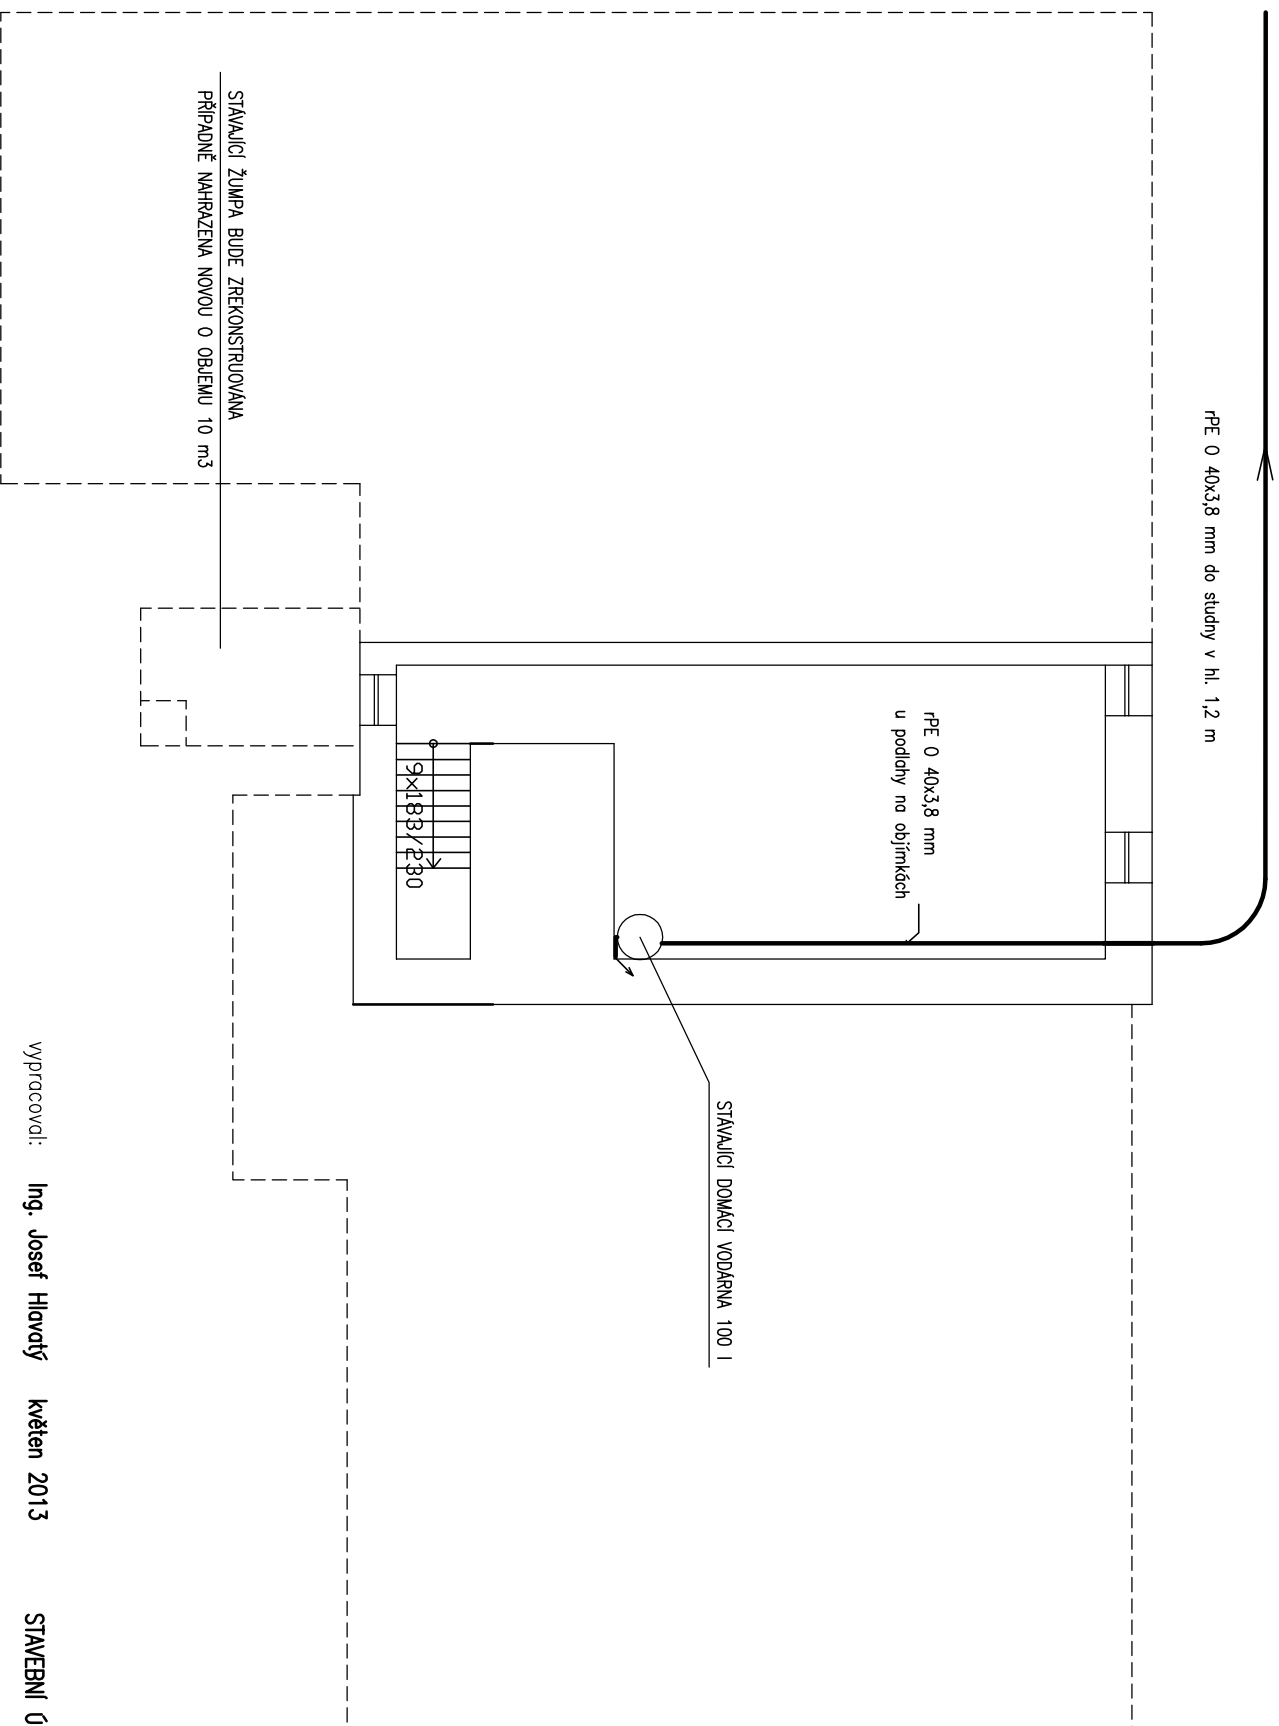 rPE O 40x3,8 mm do studny v hl. 1,2 m
rPE O 40x3,8 mm
u podlahy na objímkách
STÁVAJÍCÍ DOMÁCÍ VODÁRNA 100 l
9x183/230
STÁVAJÍCÍ ŽUMPA BUDE ZREKONSTRUOVÁNA
PŘÍPADNĚ NAHRAZENA NOVOU O OBJEMU 10 m3
vypracoval: Ing. Josef Hlavatý květen 2013 STAVEBNÍ Ú